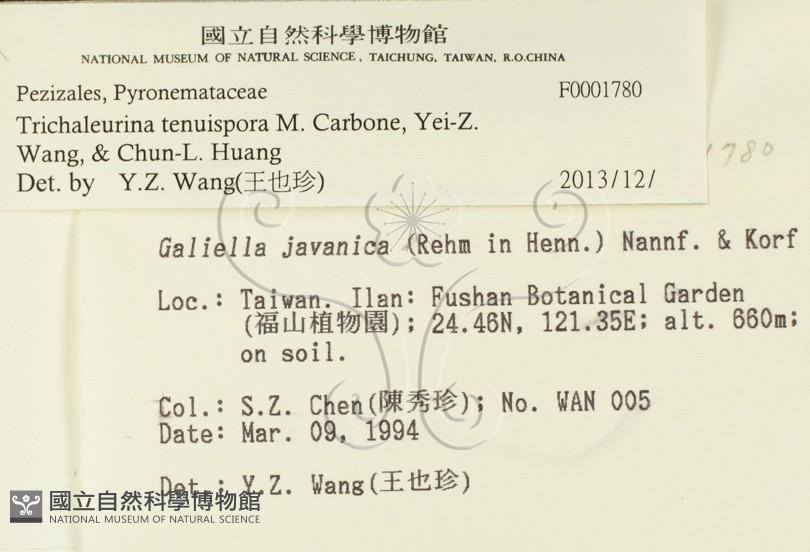 國立自然科學博物館
NATIONAL MUSEUM OF NATURAL SCIENCE, TAICHUNG, TAIWAN, R.O.CHINA
Pezizales, Pyronemataceae F0001780
Trichaleurina tenuispora M. Carbone, Yei-Z.
Wang, & Chun-L. Huang
Det. by Y.Z. Wang(王也珍) 2013/12/
1780
Galiella javanica (Rehm in Henn.) Nannf. & Korf
Loc.: Taiwan. Ilan: Fushan Botanical Garden
(福山植物園); 24.46N, 121.35E; alt. 660m;
on soil.
Col.: S.Z. Chen(陳秀珍); No. WAN 005
Date: Mar. 09, 1994
Det.: Y.Z. Wang(王也珍)
國立自然科學博物館
NATIONAL MUSEUM OF NATURAL SCIENCE